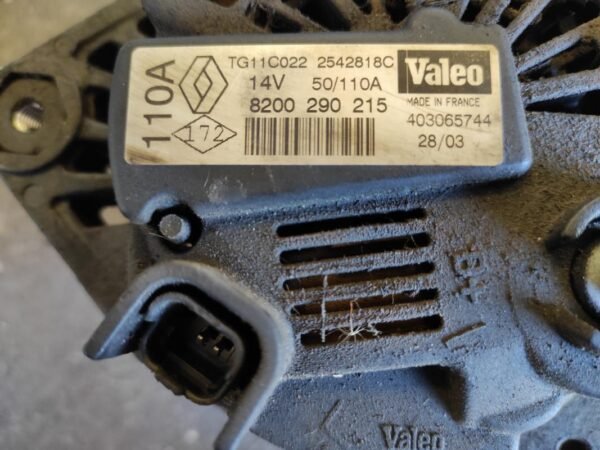 110A
TG11C022 2542818C
14V 50/110A
8200 290 215
172
Valeo
MADE IN FRANCE
403065744
28/03
B+
Valeo